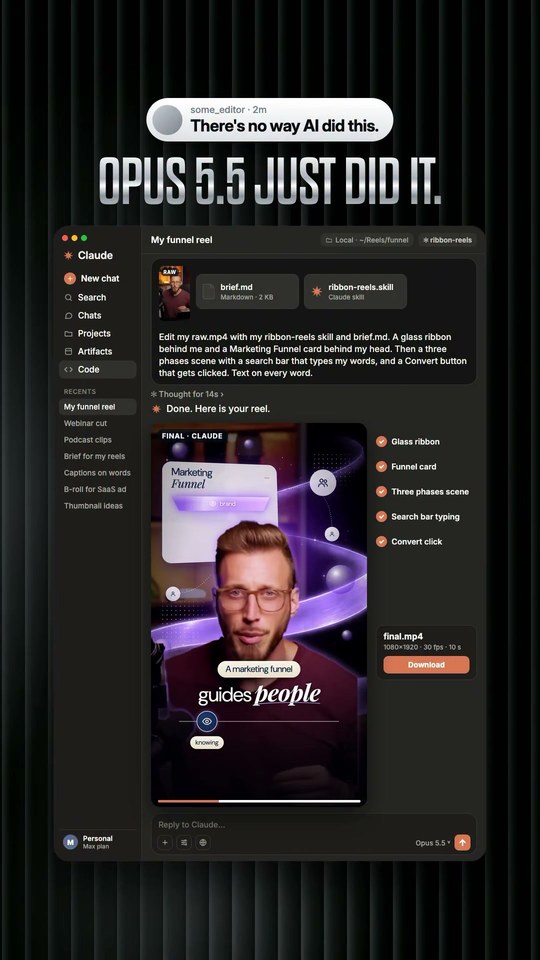 some_editor · 2m
There's no way AI did this.
OPUS 5.5 JUST DID IT.
Claude
New chat
Search
Chats
Projects
Artifacts
Code
RECENTS
My funnel reel
Webinar cut
Podcast clips
Brief for my reels
Captions on words
B-roll for SaaS ad
Thumbnail ideas
M
Personal
Max plan
My funnel reel
Local · ~/Reels/funnel
ribbon-reels
RAW
brief.md
Markdown · 2 KB
ribbon-reels.skill
Claude skill
Edit my raw.mp4 with my ribbon-reels skill and brief.md. A glass ribbon
behind me and a Marketing Funnel card behind my head. Then a three
phases scene with a search bar that types my words, and a Convert button
that gets clicked. Text on every word.
Thought for 14s ›
Done. Here is your reel.
FINAL · CLAUDE
Marketing
Funnel
brand
A marketing funnel
guides people
knowing
Glass ribbon
Funnel card
Three phases scene
Search bar typing
Convert click
final.mp4
1080×1920 · 30 fps · 10 s
Download
Reply to Claude...
Opus 5.5